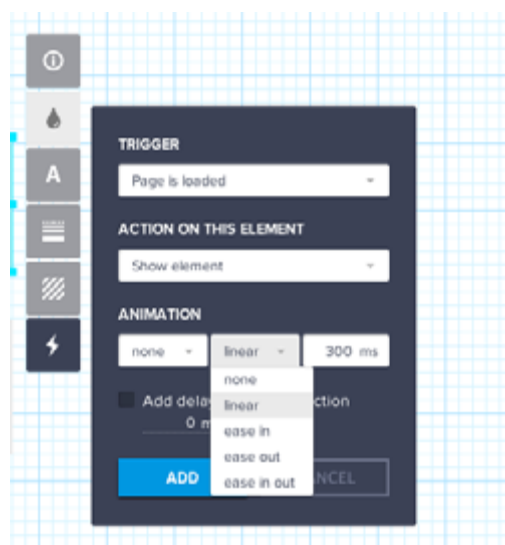 A
TRIGGER
Page is loaded
ACTION ON THIS ELEMENT
Show element
ANIMATION
none linear 300 ms
none
linear
ease in
ease out
ease in out
Add
0
ADD